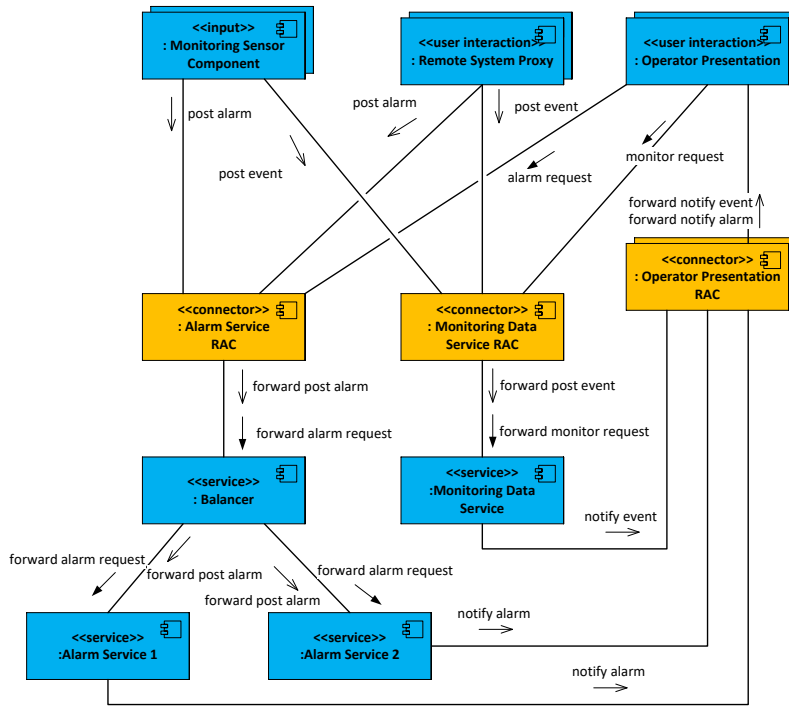 <<input>>
: Monitoring Sensor
Component
<<user interaction>>
: Remote System Proxy
<<user interaction>>
: Operator Presentation
post alarm
post alarm
post event
post event
alarm request
monitor request
forward notify event
forward notify alarm
<<connector>>
: Alarm Service
RAC
<<connector>>
: Monitoring Data
Service RAC
<<connector>>
: Operator Presentation
RAC
forward post alarm
forward alarm request
forward post event
forward monitor request
<<service>>
: Balancer
<<service>>
:Monitoring Data
Service
notify event
forward alarm request
forward post alarm
forward alarm request
forward post alarm
<<service>>
:Alarm Service 1
<<service>>
:Alarm Service 2
notify alarm
notify alarm